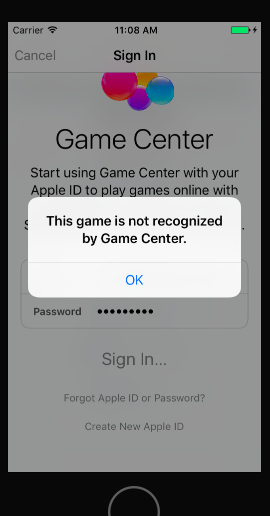 Carrier 11:08 AM
Cancel Sign In
Game Center
Start using Game Center with your
Apple ID to play games online with
This game is not recognized
by Game Center.
OK
Password ●●●●●●●●●
Sign In...
Forgot Apple ID or Password?
Create New Apple ID